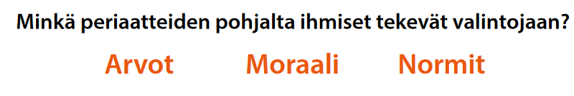 Minkä periaatteiden pohjalta ihmiset tekevät valintojaan?
Arvot Moraali Normit